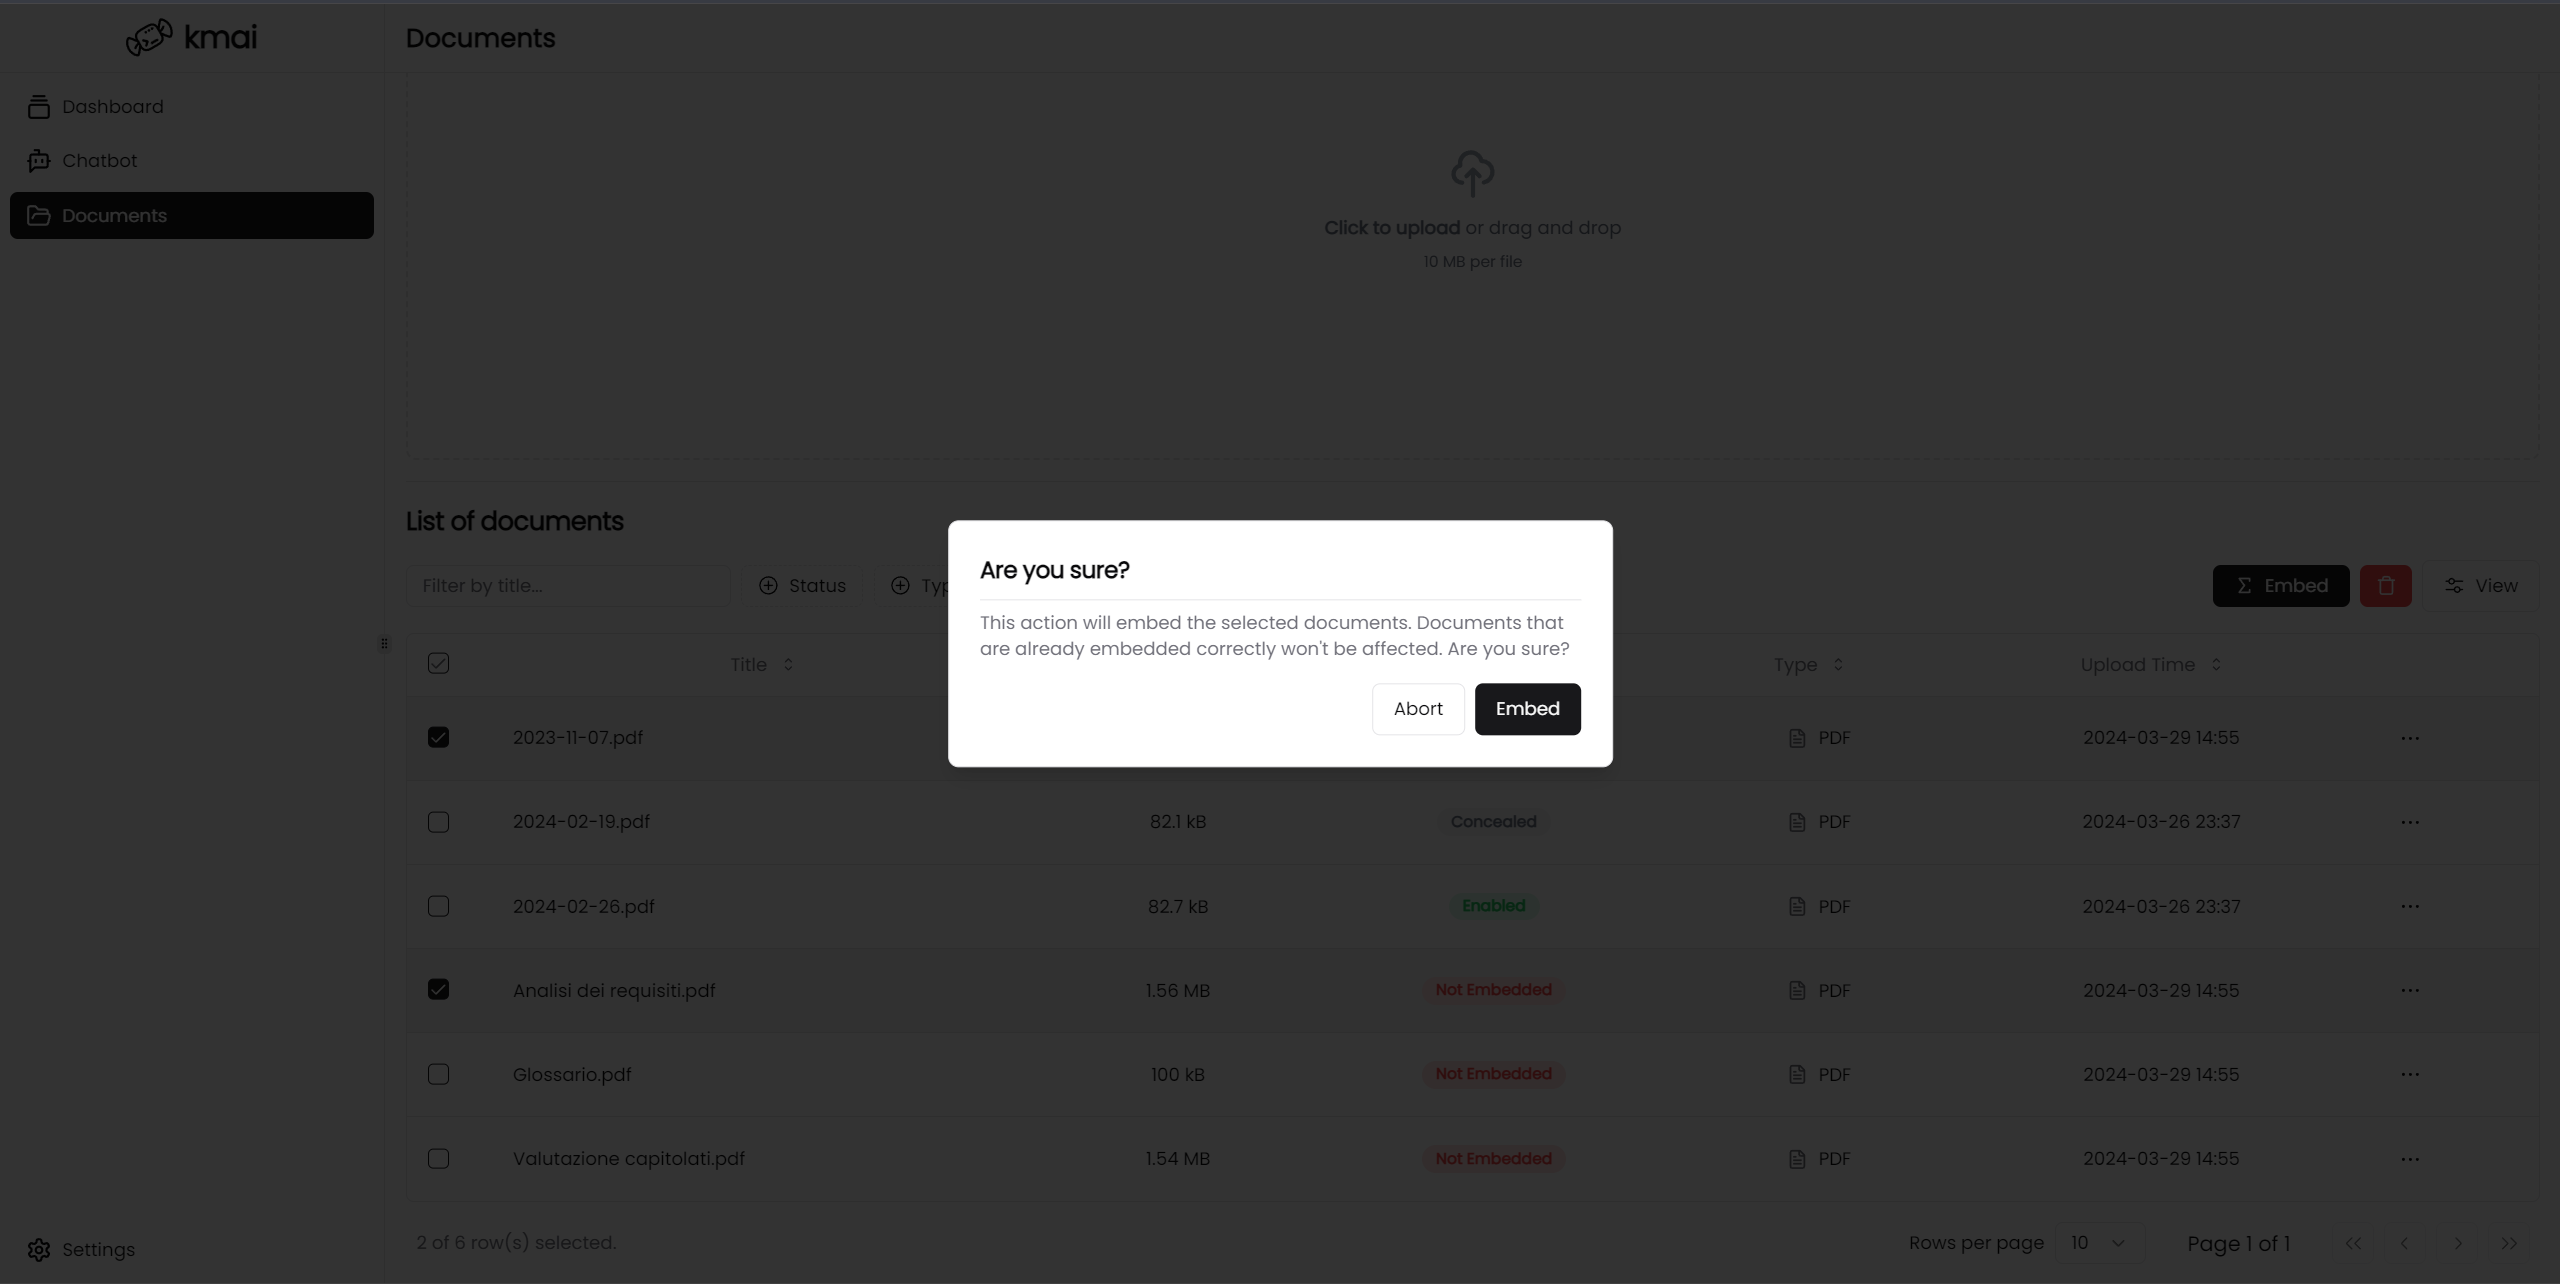 kmai
Documents
Dashboard
Chatbot
Documents
Click to upload or drag and drop
10 MB per file
List of documents
Filter by title...
Status
Embed
View
Are you sure?
This action will embed the selected documents. Documents that
are already embedded correctly won't be affected. Are you sure?
Abort
Embed
Title
Type
Upload Time
2023-11-07.pdf
PDF
2024-03-29 14:55
2024-02-19.pdf
82.1 kB
Concealed
PDF
2024-03-26 23:37
2024-02-26.pdf
82.7 kB
Enabled
PDF
2024-03-26 23:37
Analisi dei requisiti.pdf
1.56 MB
Not Embedded
PDF
2024-03-29 14:55
Glossario.pdf
100 kB
Not Embedded
PDF
2024-03-29 14:55
Valutazione capitolati.pdf
1.54 MB
Not Embedded
PDF
2024-03-29 14:55
2 of 6 row(s) selected.
Rows per page
10
Page 1 of 1
Settings